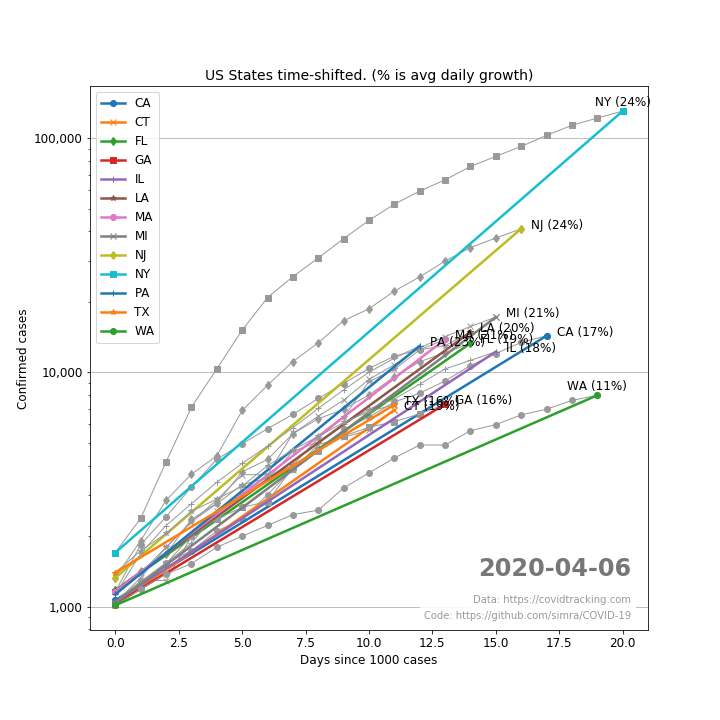 US States time-shifted. (% is avg daily growth)
Confirmed cases
100,000
10,000
1,000
CA
CT
FL
GA
IL
LA
MA
MI
NJ
NY
PA
TX
WA
NY (24%)
NJ (24%)
MI (21%)
LA (20%)
CA (17%)
MA (21%)
FL (19%)
PA (23%)
IL (18%)
WA (11%)
TX (16%)
GA (16%)
CT (19%)
2020-04-06
Data: https://covidtracking.com
Code: https://github.com/simra/COVID-19
0.0 2.5 5.0 7.5 10.0 12.5 15.0 17.5 20.0
Days since 1000 cases